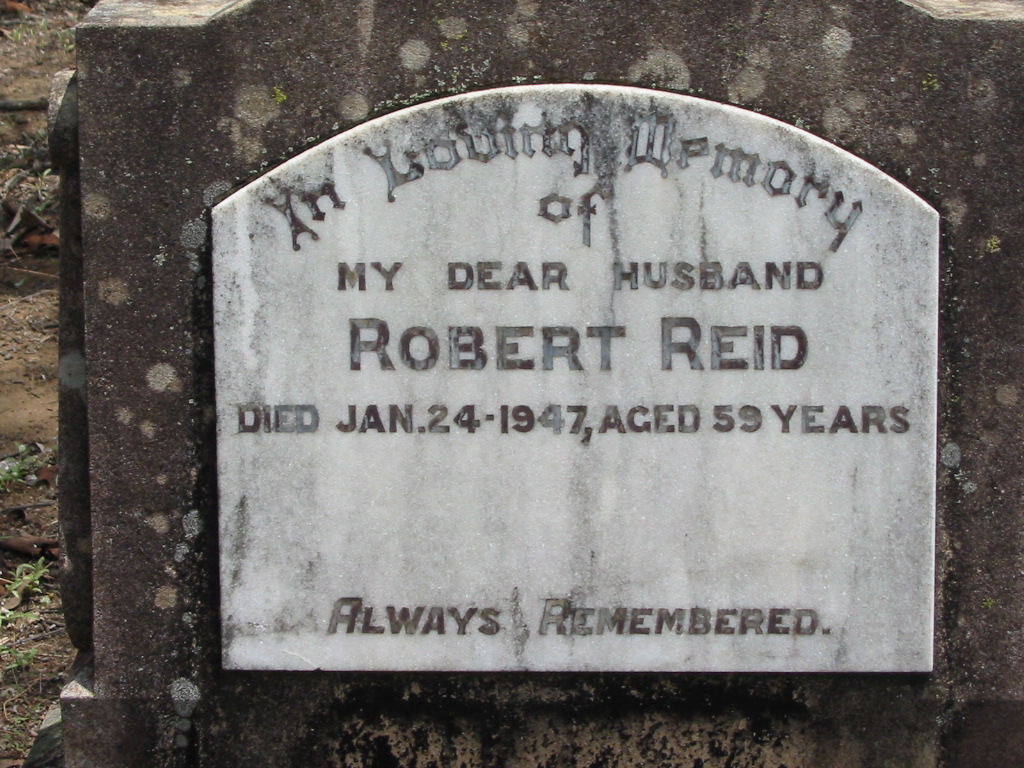 In Loving Memory
of
MY DEAR HUSBAND
ROBERT REID
DIED JAN.24-1947, AGED 59 YEARS
ALWAYS REMEMBERED.